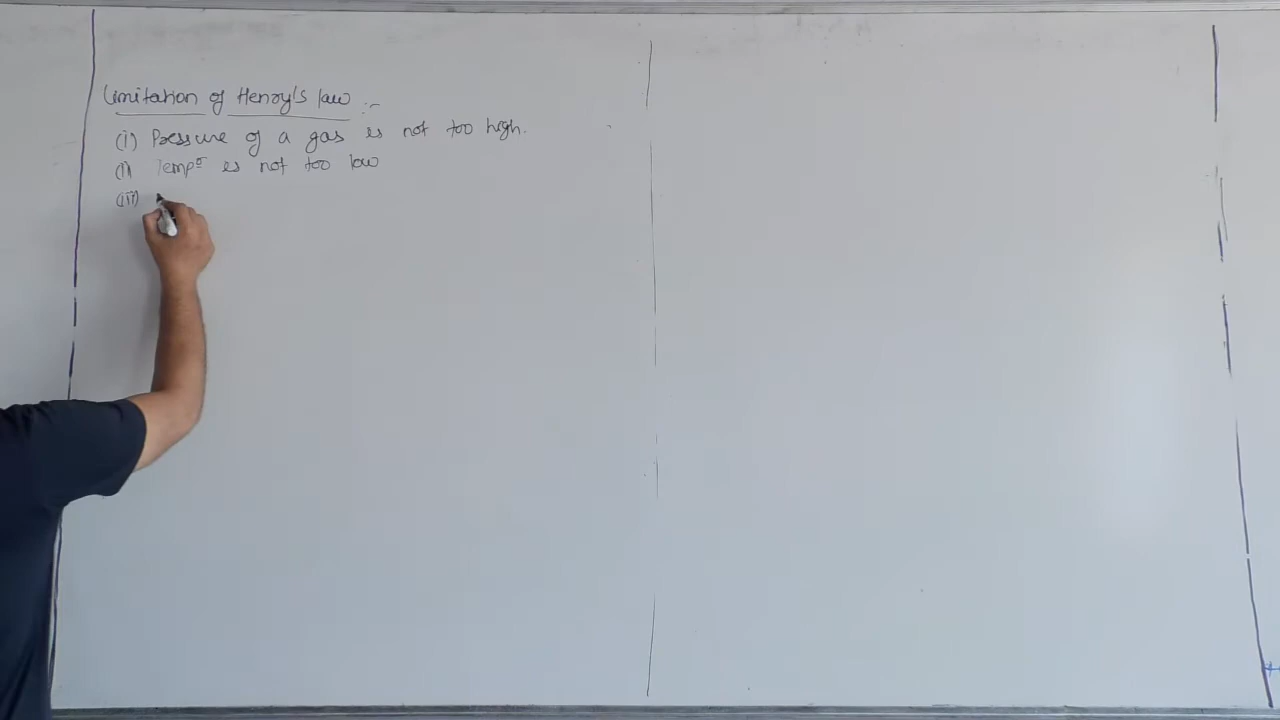 Limitation of Henry's law :-
(i) Pressure of a gas is not too high.
(ii) Temp is not too low
(iii)